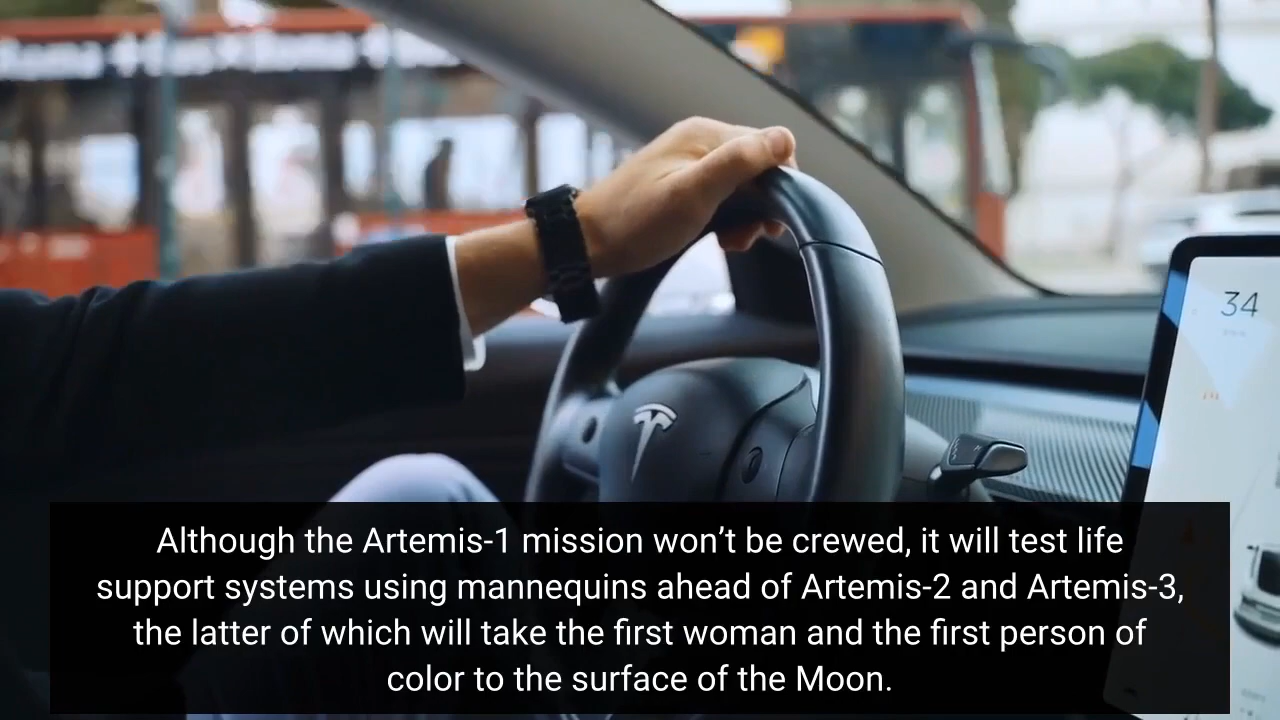 34
Although the Artemis-1 mission won’t be crewed, it will test life
support systems using mannequins ahead of Artemis-2 and Artemis-3,
the latter of which will take the first woman and the first person of
color to the surface of the Moon.